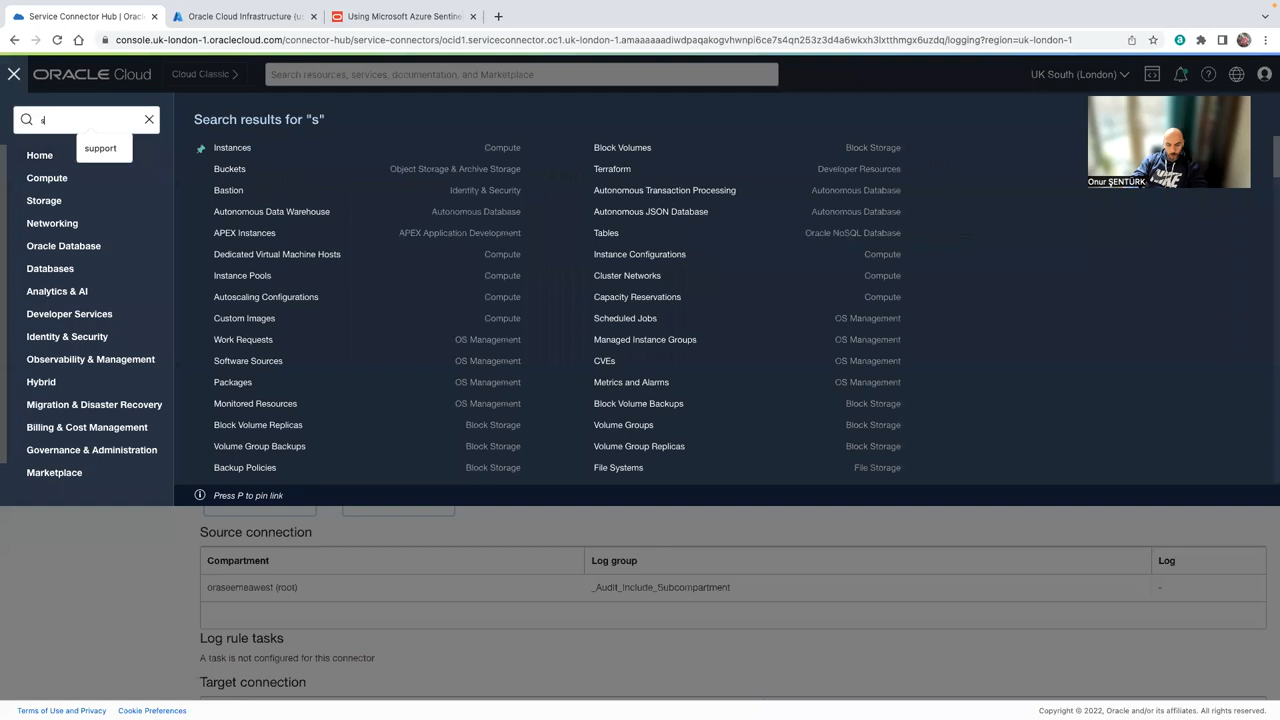 Service Connector Hub | Orac
Oracle Cloud Infrastructure (u
Using Microsoft Azure Sentine
console.uk-london-1.oraclecloud.com/connector-hub/service-connectors/ocid1.serviceconnector.oc1.uk-london-1.amaaaaaadiwdpaqakogvhwnpi6ce7s4qn253z3d4a6wkxh3lxtthmgx6uzdq/logging?region=uk-london-1
ORACLE Cloud
Cloud Classic
Search resources, services, documentation, and Marketplace
UK South (London)
s
support
Home
Compute
Storage
Networking
Oracle Database
Databases
Analytics & AI
Developer Services
Identity & Security
Observability & Management
Hybrid
Migration & Disaster Recovery
Billing & Cost Management
Governance & Administration
Marketplace
Search results for "s"
Instances Compute Block Volumes Block Storage
Buckets Object Storage & Archive Storage Terraform Developer Resources
Bastion Identity & Security Autonomous Transaction Processing Autonomous Database
Autonomous Data Warehouse Autonomous Database Autonomous JSON Database Autonomous Database
APEX Instances APEX Application Development Tables Oracle NoSQL Database
Dedicated Virtual Machine Hosts Compute Instance Configurations Compute
Instance Pools Compute Cluster Networks Compute
Autoscaling Configurations Compute Capacity Reservations Compute
Custom Images Compute Scheduled Jobs OS Management
Work Requests OS Management Managed Instance Groups OS Management
Software Sources OS Management CVEs OS Management
Packages OS Management Metrics and Alarms OS Management
Monitored Resources OS Management Block Volume Backups Block Storage
Block Volume Replicas Block Storage Volume Groups Block Storage
Volume Group Backups Block Storage Volume Group Replicas Block Storage
Backup Policies Block Storage File Systems File Storage
Press P to pin link
Onur ŞENTÜRK
Source connection
Compartment Log group Log
oraseemeawest (root) _Audit_Include_Subcompartment -
Log rule tasks
A task is not configured for this connector
Target connection
Terms of Use and Privacy Cookie Preferences
Copyright © 2022, Oracle and/or its affiliates. All rights reserved.